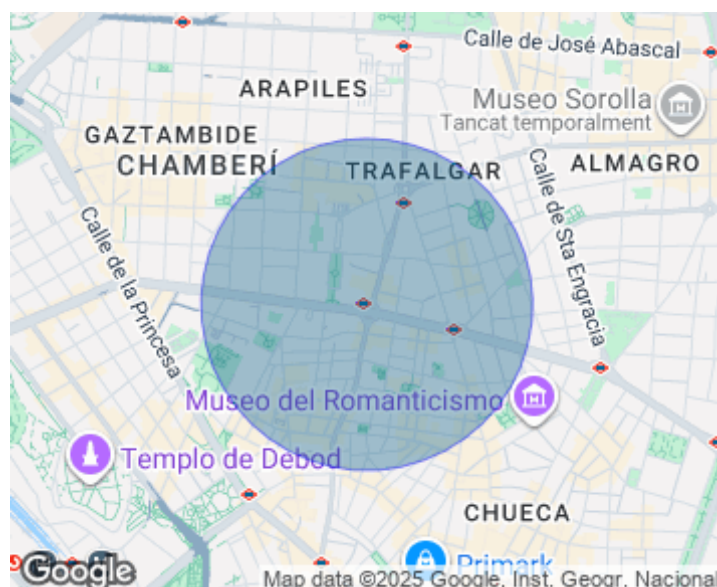 Calle de José Abascal
ARAPILES
Museo Sorolla
Tancat temporalment
GAZTAMBIDE
CHAMBERÍ
TRAFALGAR
ALMAGRO
Calle de Sta Engracia
Calle de la Princesa
Museo del Romanticismo
Templo de Debod
CHUECA
Primark
Google
Map data ©2025 Google, Inst. Geogr. Nacional